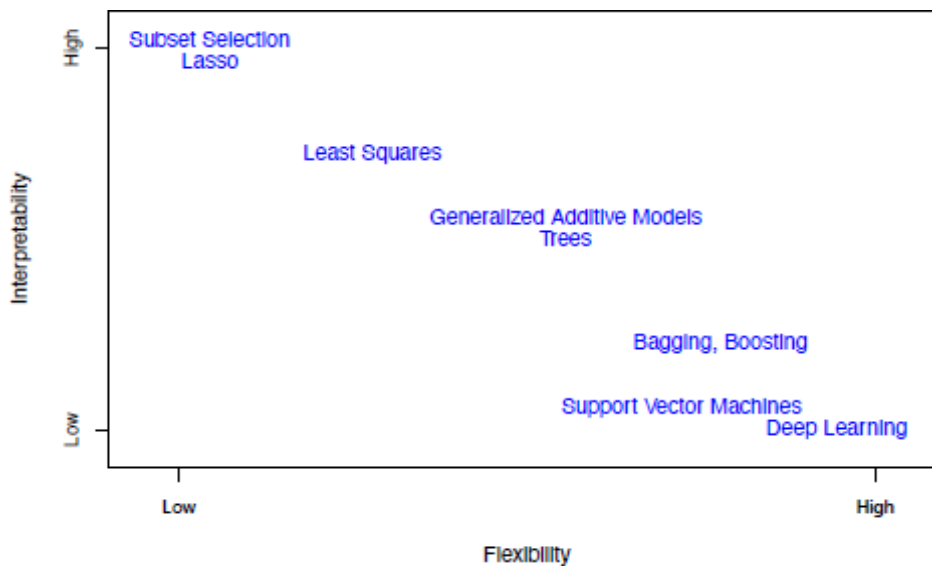 High
Subset Selection
Lasso
Least Squares
Generalized Additive Models
Trees
Interpretability
Bagging, Boosting
Support Vector Machines
Deep Learning
Low
Low
High
Flexibility